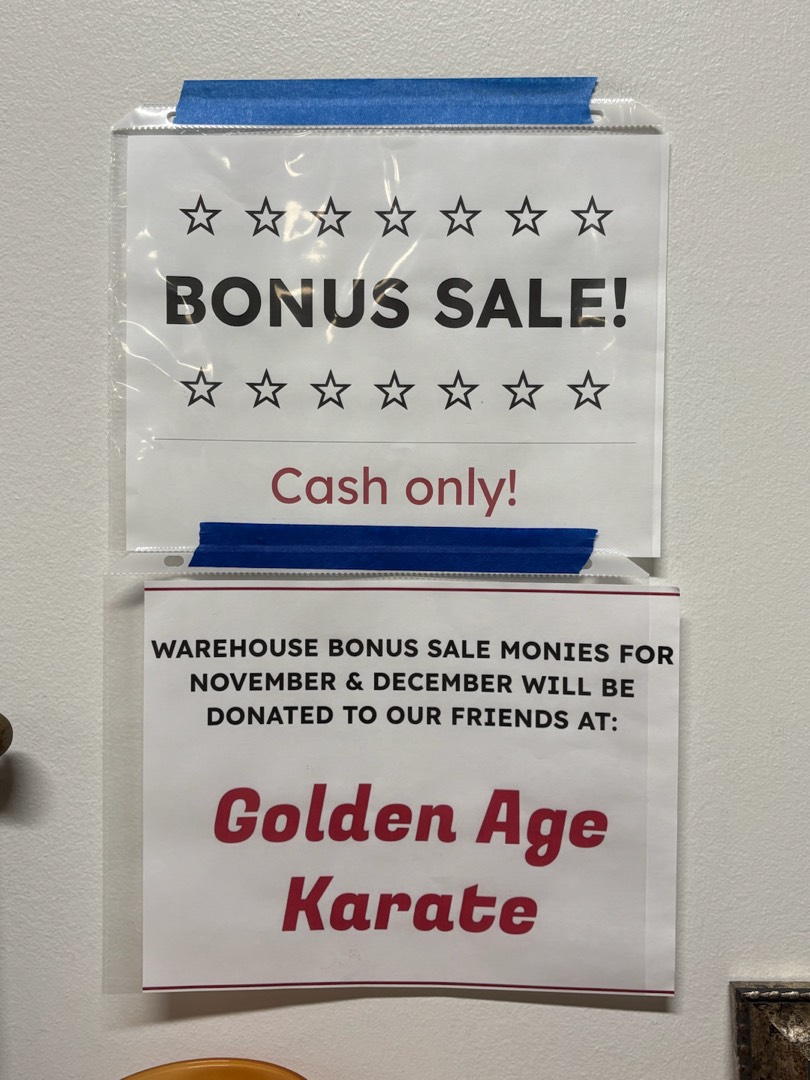 BONUS SALE!
Cash only!
WAREHOUSE BONUS SALE MONIES FOR
NOVEMBER & DECEMBER WILL BE
DONATED TO OUR FRIENDS AT:
Golden Age
Karate